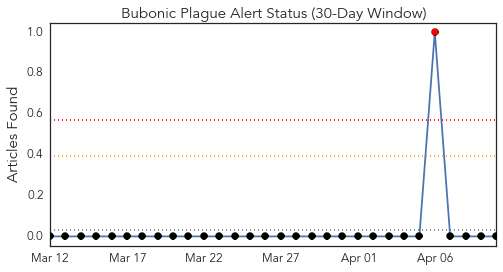 Bubonic Plague Alert Status (30-Day Window)
Articles Found
1.0
0.8
0.6
0.4
0.2
0.0
Mar 12
Mar 17
Mar 22
Mar 27
Apr 01
Apr 06